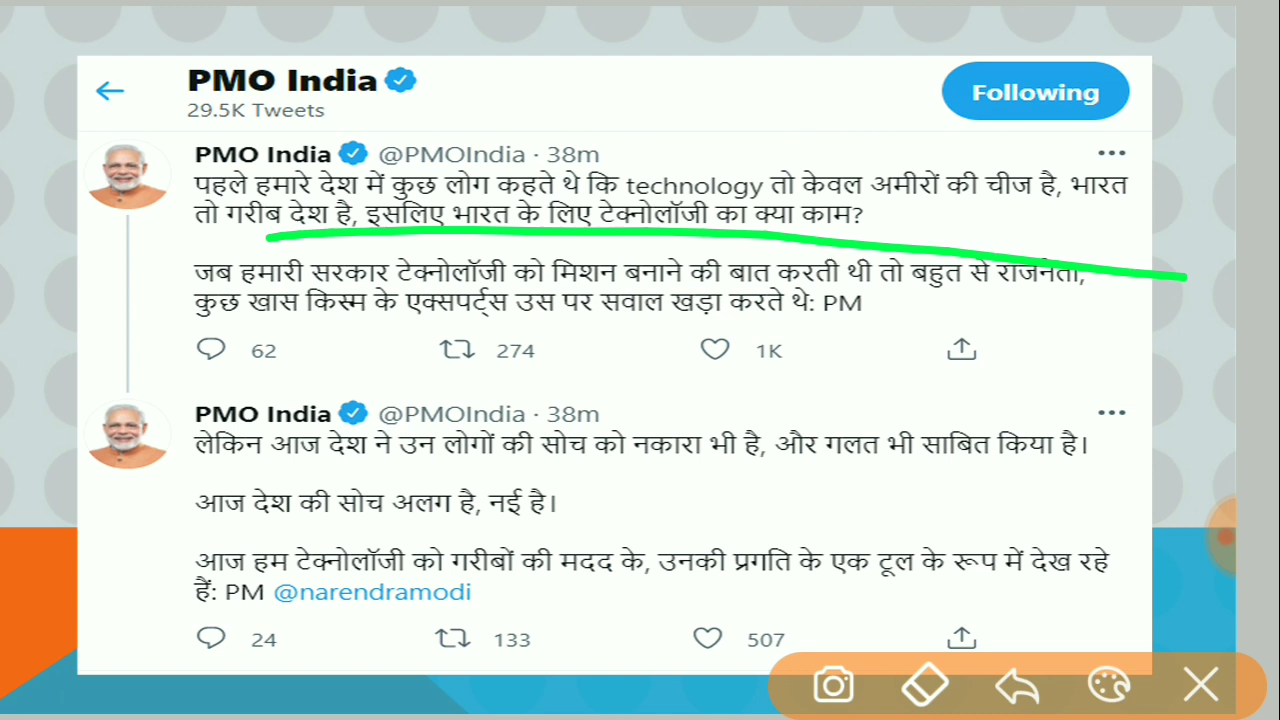 PMO India
29.5K Tweets
Following
PMO India @PMOIndia · 38m
पहले हमारे देश में कुछ लोग कहते थे कि technology तो केवल अमीरों की चीज है, भारत
तो गरीब देश है, इसलिए भारत के लिए टेक्नोलॉजी का क्या काम?
जब हमारी सरकार टेक्नोलॉजी को मिशन बनाने की बात करती थी तो बहुत से राजनेता,
कुछ खास किस्म के एक्सपर्ट्स उस पर सवाल खड़ा करते थे: PM
62 274 1K
PMO India @PMOIndia · 38m
लेकिन आज देश ने उन लोगों की सोच को नकारा भी है, और गलत भी साबित किया है।
आज देश की सोच अलग है, नई है।
आज हम टेक्नोलॉजी को गरीबों की मदद के, उनकी प्रगति के एक टूल के रूप में देख रहे
हैं: PM @narendramodi
24 133 507